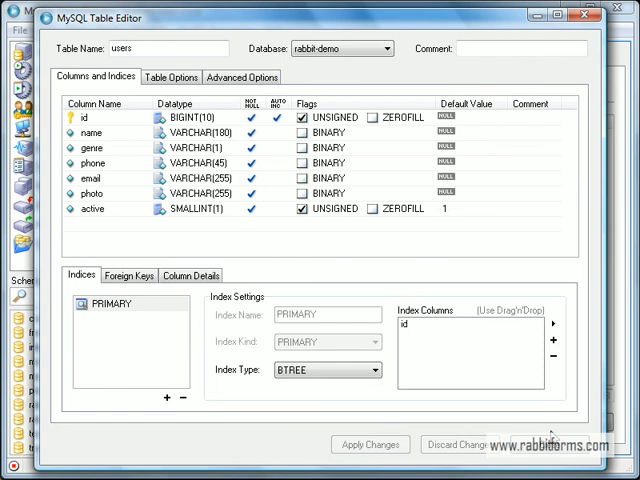 MySQL Table Editor
File
Table Name: users Database: rabbit-demo Comment:
Columns and Indices Table Options Advanced Options
Column Name Datatype NOT NULL AUTO INC Flags Default Value Comment
id BIGINT(10) UNSIGNED ZEROFILL NULL
name VARCHAR(180) BINARY NULL
genre VARCHAR(1) BINARY NULL
phone VARCHAR(45) BINARY NULL
email VARCHAR(255) BINARY NULL
photo VARCHAR(255) BINARY NULL
active SMALLINT(1) UNSIGNED ZEROFILL 1
Indices Foreign Keys Column Details
Schem
PRIMARY
Index Settings
Index Name: PRIMARY
Index Kind: PRIMARY
Index Type: BTREE
Index Columns (Use Drag'n'Drop)
id
Apply Changes Discard Change
www.rabbitforms.com